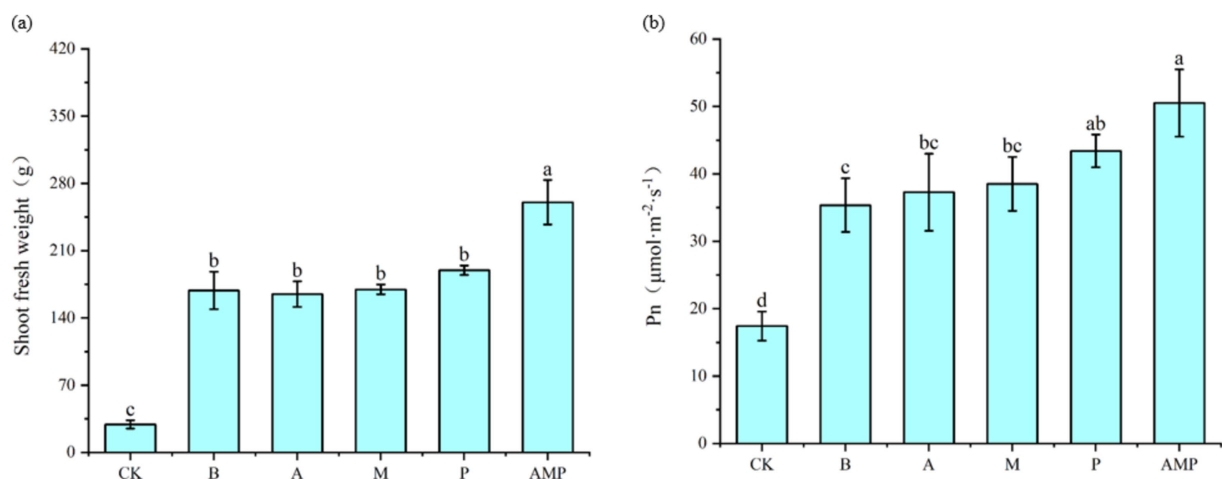 (a)
Shoot fresh weight（g）
420
350
280
210
140
70
0
c
b
b
b
b
a
CK B A M P AMP
(b)
Pn（μmol·m-2·s-1）
60
50
40
30
20
10
0
d
c
bc
bc
ab
a
CK B A M P AMP